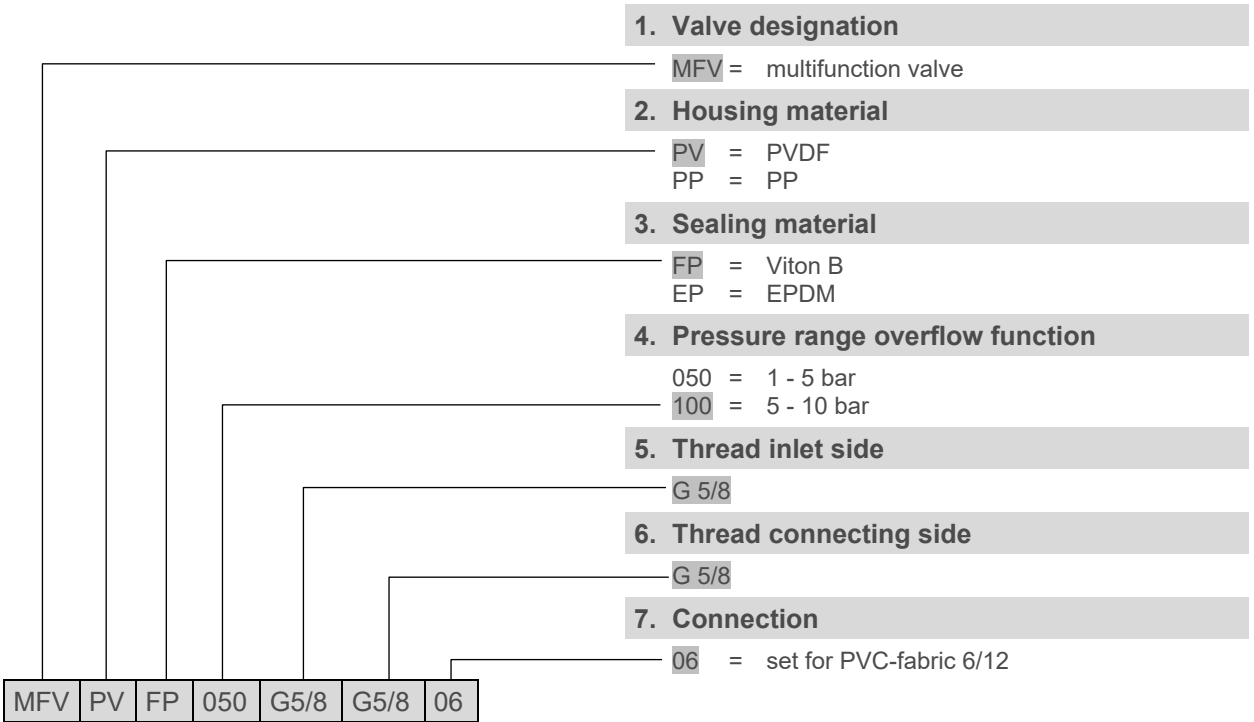 1. Valve designation
MFV = multifunction valve
2. Housing material
PV = PVDF
PP = PP
3. Sealing material
FP = Viton B
EP = EPDM
4. Pressure range overflow function
050 = 1 - 5 bar
100 = 5 - 10 bar
5. Thread inlet side
G 5/8
6. Thread connecting side
G 5/8
7. Connection
06 = set for PVC-fabric 6/12
MFV PV FP 050 G5/8 G5/8 06